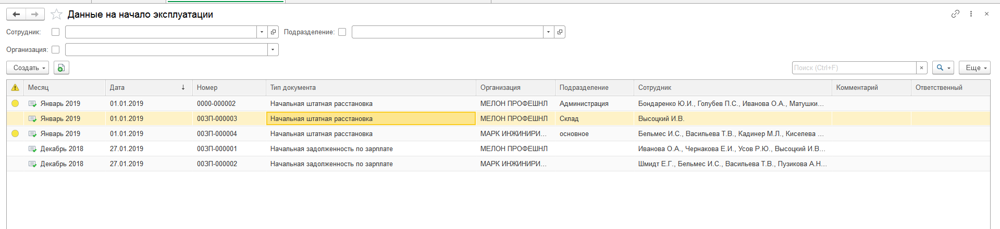 Данные на начало эксплуатации
Сотрудник: Подразделение:
Организация:
Создать Поиск (Ctrl+F) × Еще
Месяц Дата ↓ Номер Тип документа Организация Подразделение Сотрудник Комментарий Ответственный
Январь 2019 01.01.2019 0000-000002 Начальная штатная расстановка МЕЛОН ПРОФЕШНЛ Администрация Бондаренко Ю.И., Голубев П.С., Иванова О.А., Матушки...
Январь 2019 01.01.2019 00ЗП-000003 Начальная штатная расстановка МЕЛОН ПРОФЕШНЛ Склад Высоцкий И.В.
Январь 2019 01.01.2019 00ЗП-000004 Начальная штатная расстановка МАРК ИНЖИНИРИ... основное Бельмес И.С., Васильева Т.В., Кадинер М.Л., Киселева ...
Декабрь 2018 27.01.2019 00ЗП-000001 Начальная задолженность по зарплате МЕЛОН ПРОФЕШНЛ Иванова О.А., Чернакова Е.И., Усов Р.Ю., Высоцкий И.В...
Декабрь 2018 27.01.2019 00ЗП-000002 Начальная задолженность по зарплате МАРК ИНЖИНИРИ... Шмидт Е.Г., Бельмес И.С., Васильева Т.В., Пузикова А.Н...